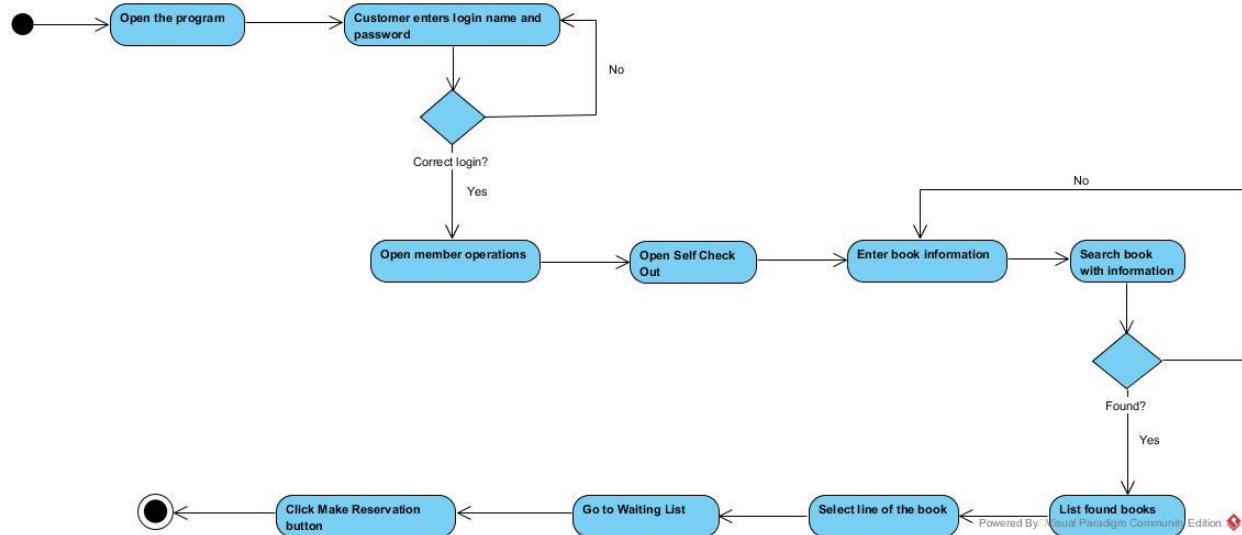 Open the program
Customer enters login name and
password
No
Correct login?
Yes
No
Open member operations
Open Self Check
Out
Enter book information
Search book
with information
Found?
Yes
Click Make Reservation
button
Go to Waiting List
Select line of the book
List found books
Powered By Visual Paradigm Community Edition